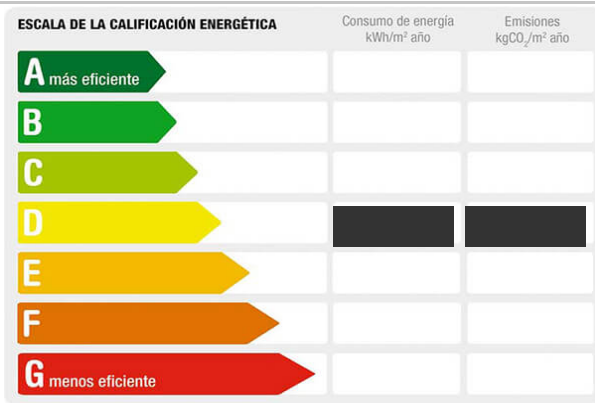 ESCALA DE LA CALIFICACIÓN ENERGÉTICA
Consumo de energía
kWh/m² año
Emisiones
kgCO₂/m² año
A más eficiente
B
C
D
E
F
G menos eficiente